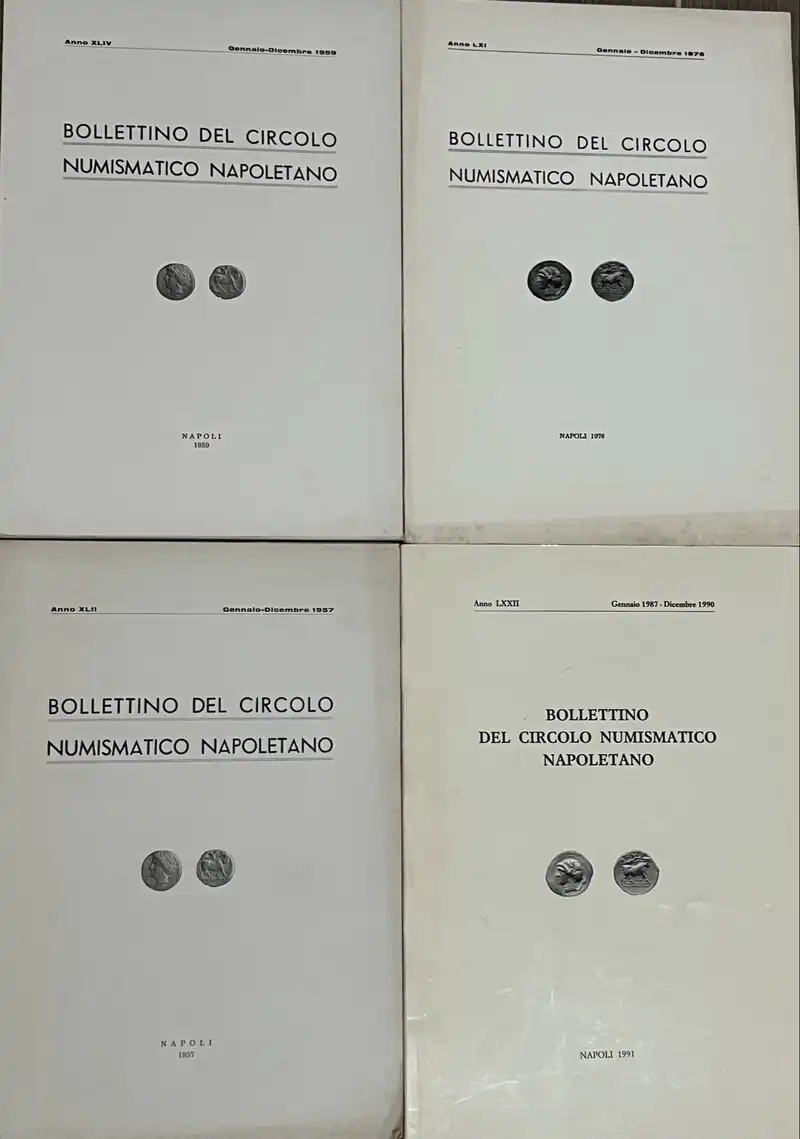 Anno XLIV
Gennaio-Dicembre 1959
BOLLETTINO DEL CIRCOLO
NUMISMATICO NAPOLETANO
NAPOLI
1959
Anno LXI
Gennaio - Dicembre 1976
BOLLETTINO DEL CIRCOLO
NUMISMATICO NAPOLETANO
NAPOLI 1976
Anno XLII
Gennaio-Dicembre 1957
BOLLETTINO DEL CIRCOLO
NUMISMATICO NAPOLETANO
NAPOLI
1957
Anno LXXII
Gennaio 1987 - Dicembre 1990
BOLLETTINO
DEL CIRCOLO NUMISMATICO
NAPOLETANO
NAPOLI 1991